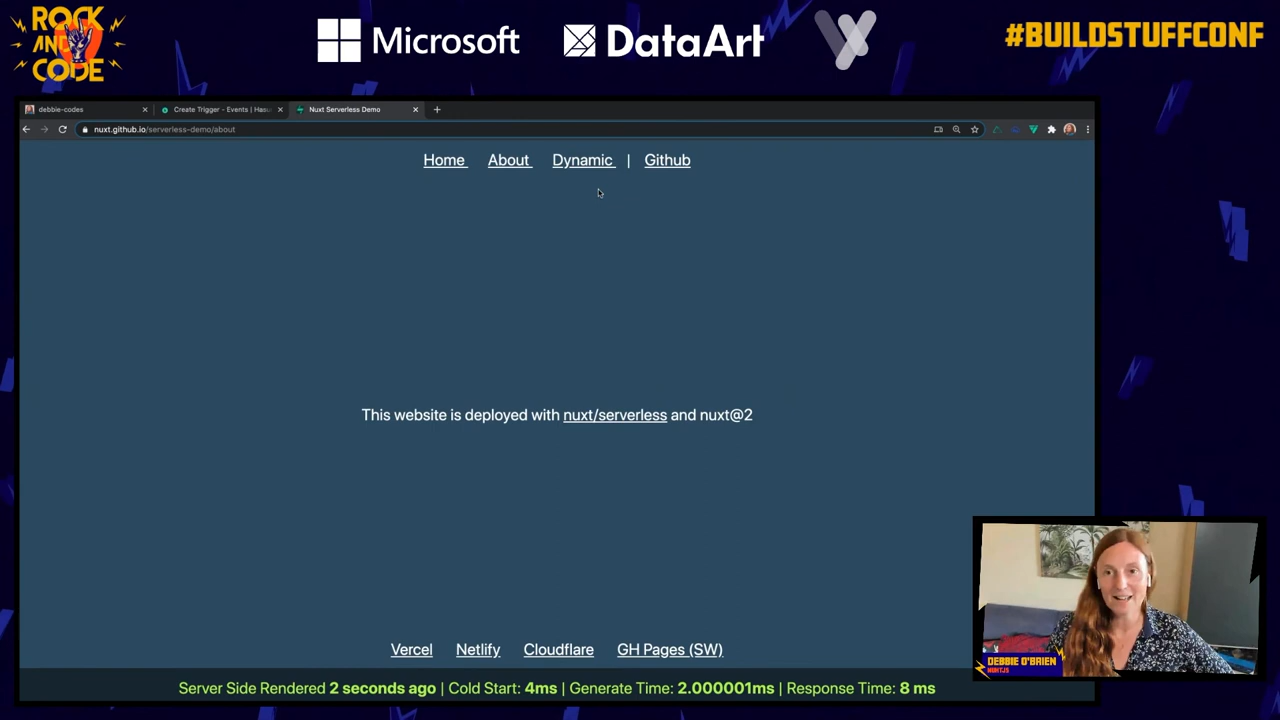 ROCK
AND
CODE
Microsoft
DataArt
#BUILDSTUFFCONF
debbie-codes
Create Trigger - Events | Hasu
Nuxt Serverless Demo
nuxt.github.io/serverless-demo/about
Home About Dynamic | Github
This website is deployed with nuxt/serverless and nuxt@2
Vercel Netlify Cloudflare GH Pages (SW)
Server Side Rendered 2 seconds ago | Cold Start: 4ms | Generate Time: 2.000001ms | Response Time: 8 ms
DEBBIE O'BRIEN
NUXTJS